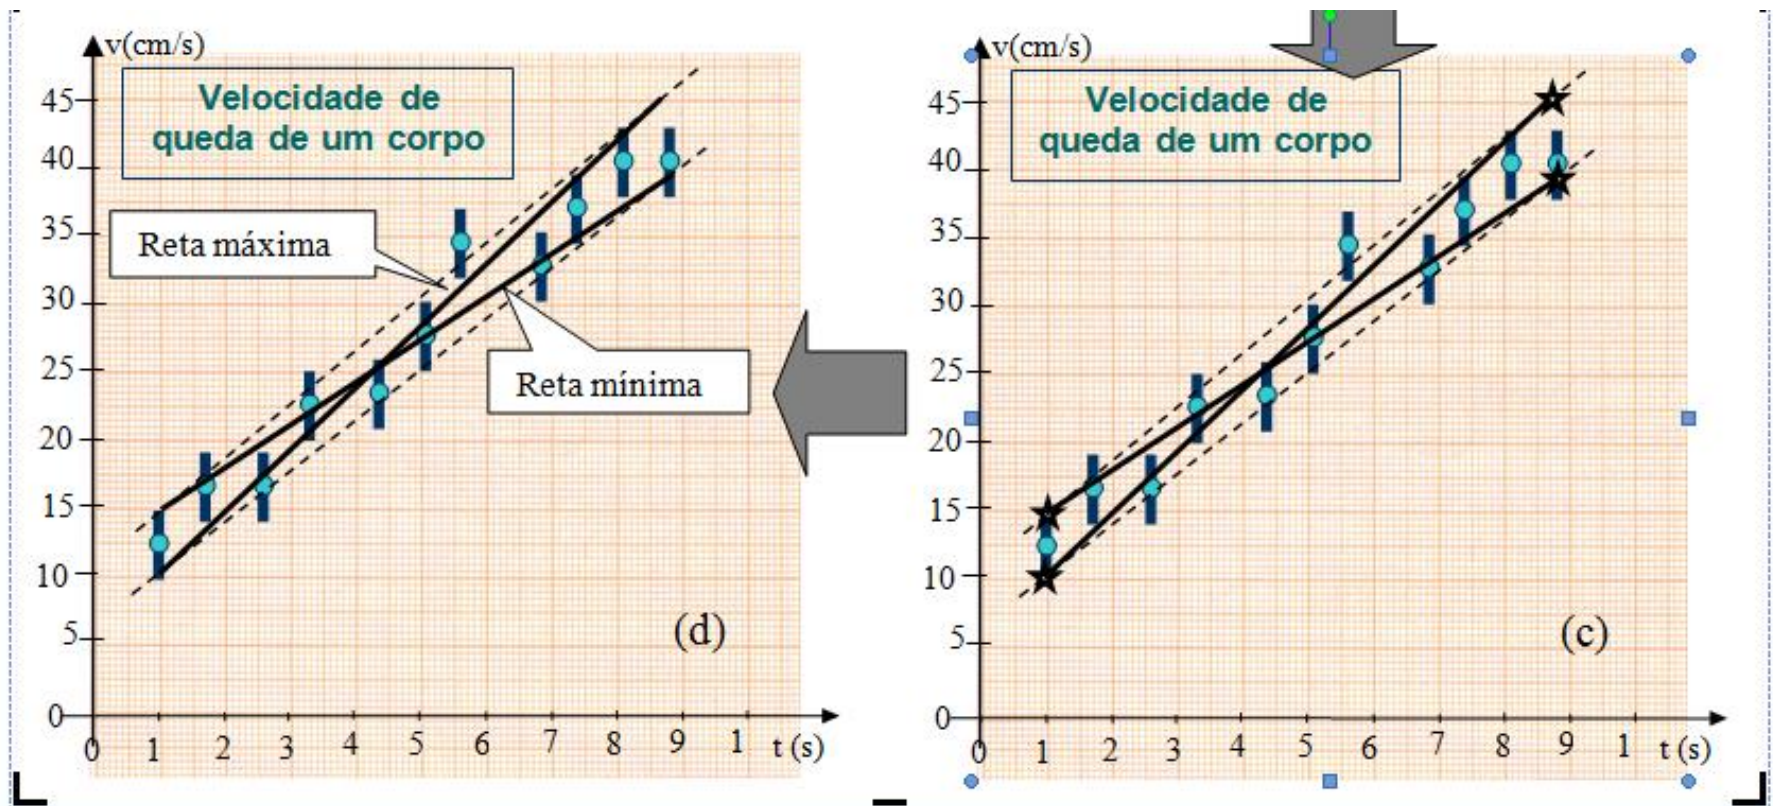 v(cm/s)
Velocidade de
queda de um corpo
45
40
35
30
25
20
15
10
5
0
Reta máxima
Reta mínima
(d)
0 1 2 3 4 5 6 7 8 9 1 t (s)
v(cm/s)
Velocidade de
queda de um corpo
45
40
35
30
25
20
15
10
5
0
(c)
0 1 2 3 4 5 6 7 8 9 1 t (s)